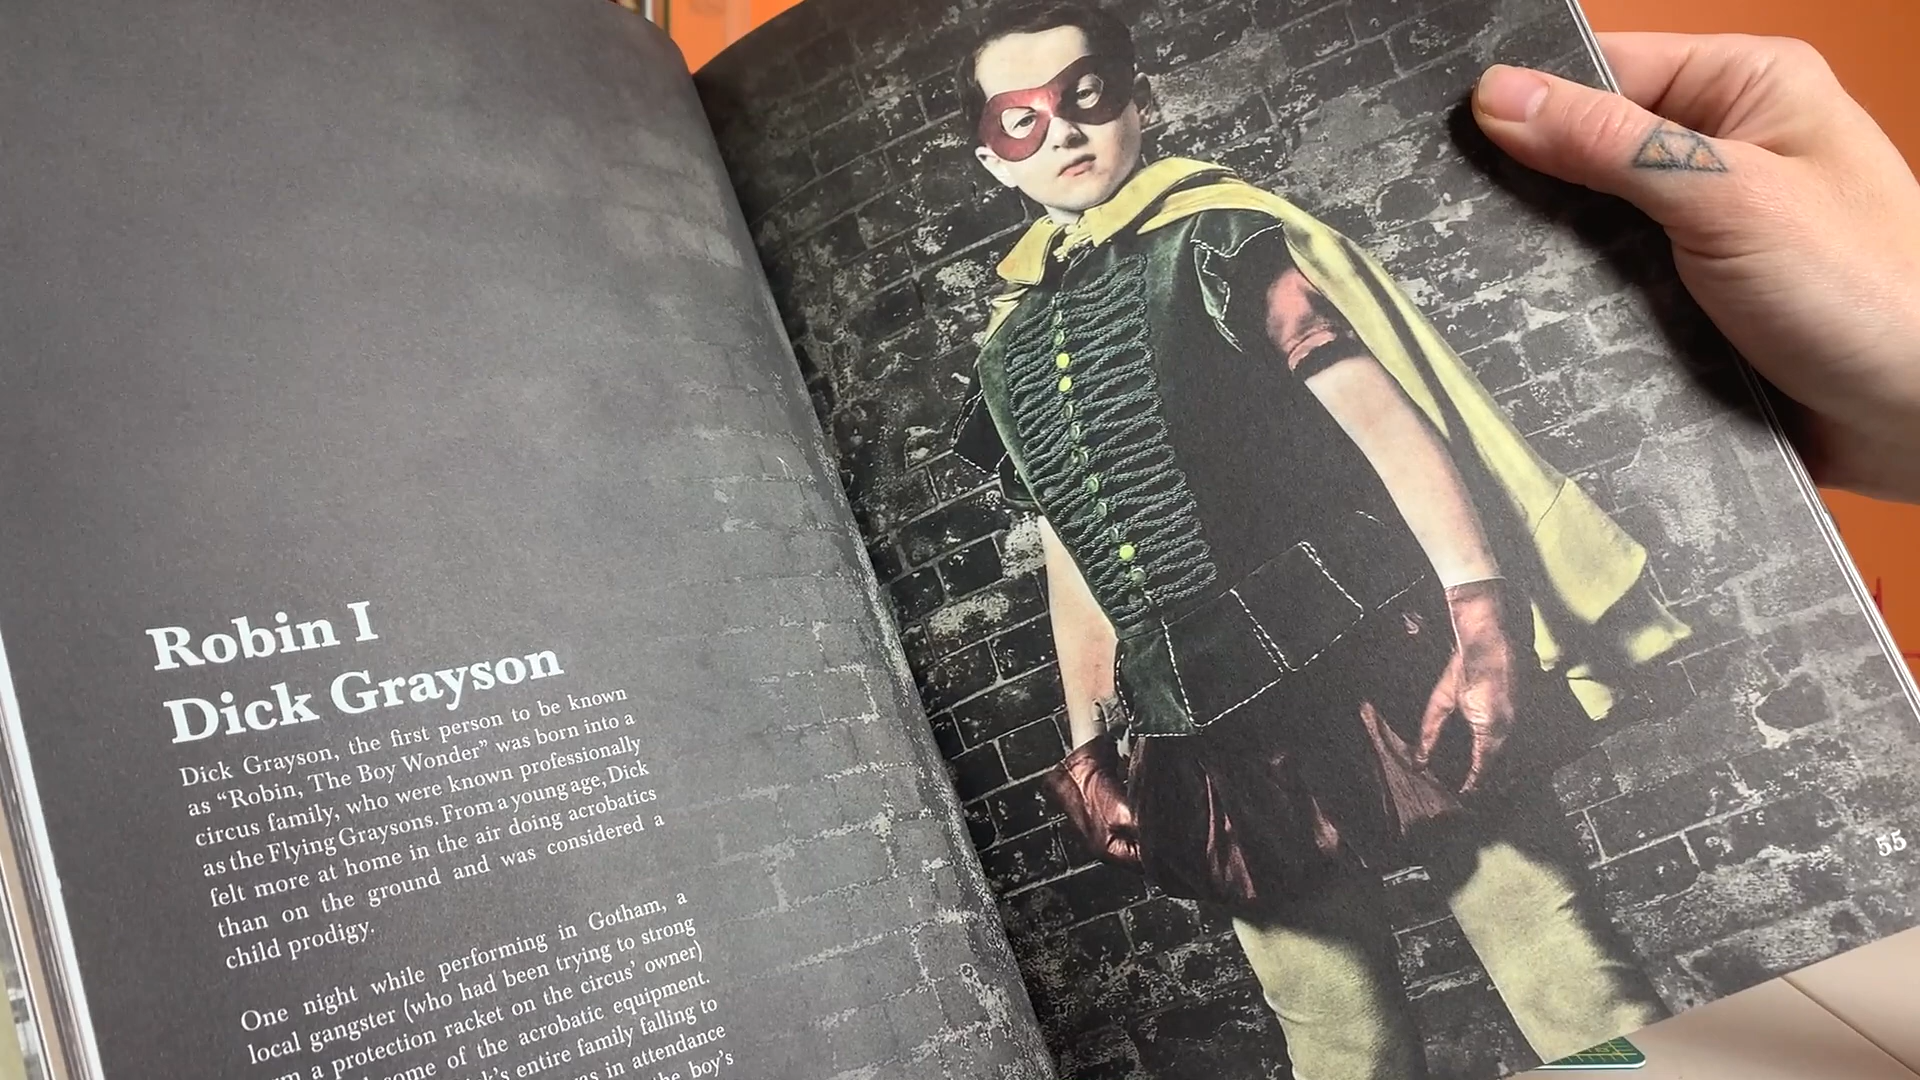 Robin I
Dick Grayson
Dick Grayson, the first person to be known
as “Robin, The Boy Wonder” was born into a
circus family, who were known professionally
as the Flying Graysons. From a young age, Dick
felt more at home in the air doing acrobatics
than on the ground and was considered a
child prodigy.
One night while performing in Gotham, a
local gangster (who had been trying to strong
a protection racket on the circus’ owner)
some of the acrobatic equipment.
entire family falling to
was in attendance
the boy’s
55